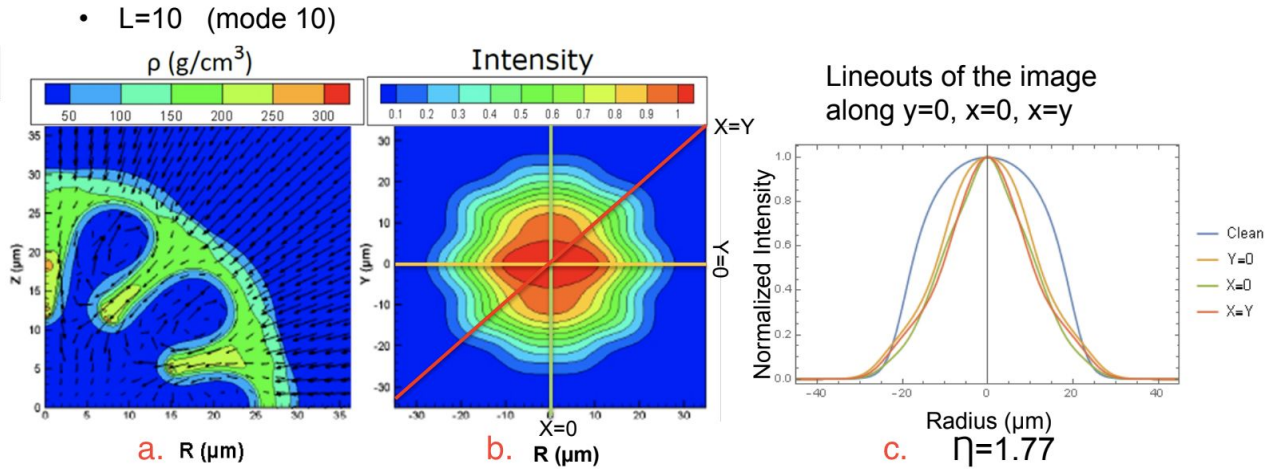 • L=10 (mode 10)
ρ (g/cm³)
50 100 150 200 250 300
35
30
25
20
15
10
5
0
Z (µm)
0 5 10 15 20 25 30 35
a. R (µm)
Intensity
0.1 0.2 0.3 0.4 0.5 0.6 0.7 0.8 0.9 1
X=Y
30
20
10
0
-10
-20
-30
Y (µm)
Y=0
-30 -20 -10 0 10 20 30
X=0
b. R (µm)
Lineouts of the image
along y=0, x=0, x=y
1.0
0.8
0.6
0.4
0.2
0.0
Normalized Intensity
-40 -20 0 20 40
Radius (µm)
Clean
Y=0
X=0
X=Y
c. Ƞ=1.77